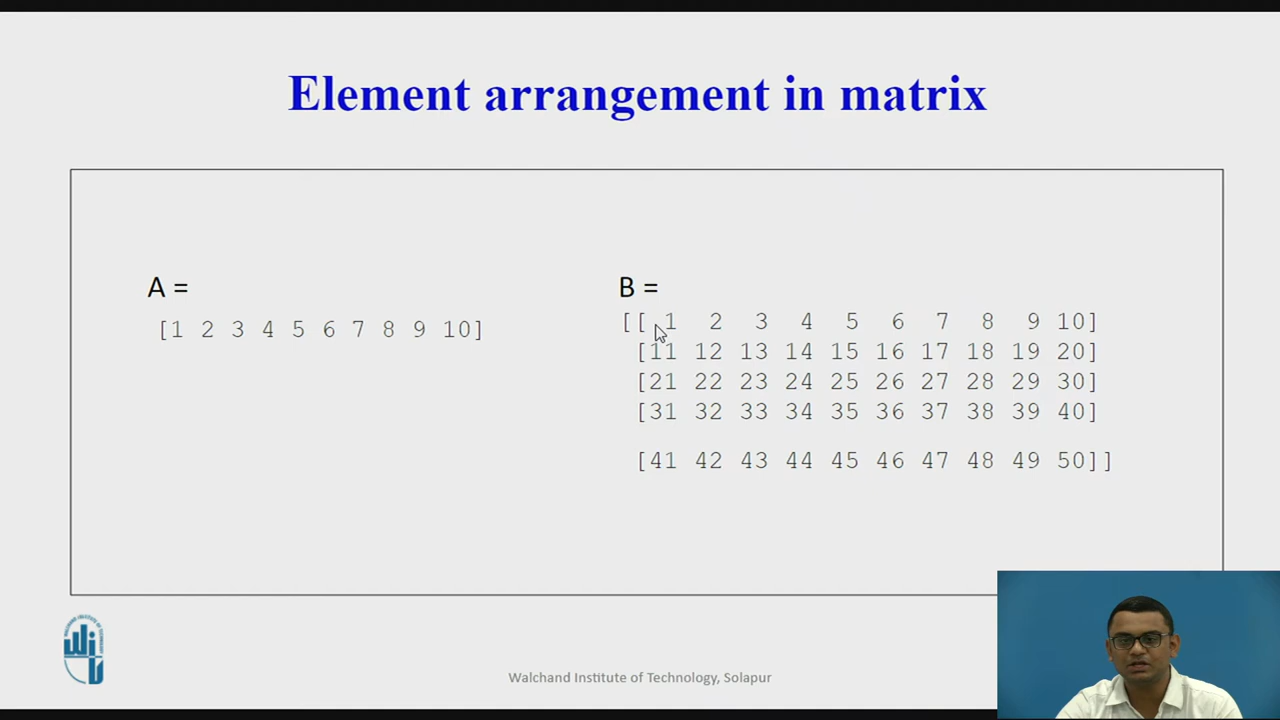 Element arrangement in matrix
A =
[1 2 3 4 5 6 7 8 9 10]
B =
[[ 1 2 3 4 5 6 7 8 9 10]
[11 12 13 14 15 16 17 18 19 20]
[21 22 23 24 25 26 27 28 29 30]
[31 32 33 34 35 36 37 38 39 40]
[41 42 43 44 45 46 47 48 49 50]]
Walchand Institute of Technology, Solapur